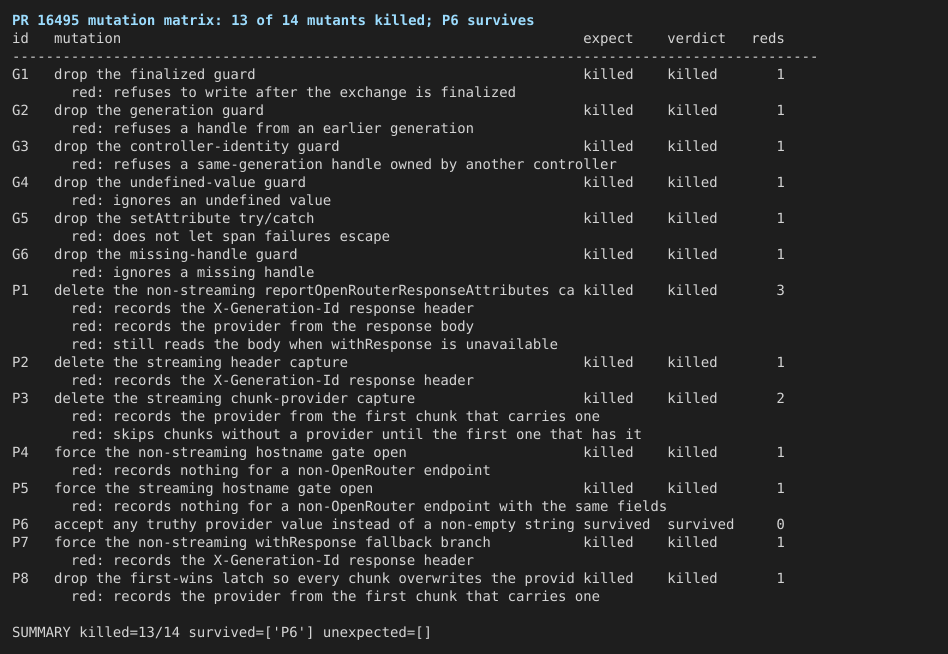 PR 16495 mutation matrix: 13 of 14 mutants killed; P6 survives
id   mutation                                                       expect    verdict   reds
------------------------------------------------------------------------------------------------
G1   drop the finalized guard                                       killed    killed       1
       red: refuses to write after the exchange is finalized
G2   drop the generation guard                                      killed    killed       1
       red: refuses a handle from an earlier generation
G3   drop the controller-identity guard                             killed    killed       1
       red: refuses a same-generation handle owned by another controller
G4   drop the undefined-value guard                                 killed    killed       1
       red: ignores an undefined value
G5   drop the setAttribute try/catch                                killed    killed       1
       red: does not let span failures escape
G6   drop the missing-handle guard                                  killed    killed       1
       red: ignores a missing handle
P1   delete the non-streaming reportOpenRouterResponseAttributes ca killed    killed       3
       red: records the X-Generation-Id response header
       red: records the provider from the response body
       red: still reads the body when withResponse is unavailable
P2   delete the streaming header capture                            killed    killed       1
       red: records the X-Generation-Id response header
P3   delete the streaming chunk-provider capture                    killed    killed       2
       red: records the provider from the first chunk that carries one
       red: skips chunks without a provider until the first one that has it
P4   force the non-streaming hostname gate open                     killed    killed       1
       red: records nothing for a non-OpenRouter endpoint
P5   force the streaming hostname gate open                         killed    killed       1
       red: records nothing for a non-OpenRouter endpoint with the same fields
P6   accept any truthy provider value instead of a non-empty string survived  survived     0
P7   force the non-streaming withResponse fallback branch           killed    killed       1
       red: records the X-Generation-Id response header
P8   drop the first-wins latch so every chunk overwrites the provid killed    killed       1
       red: records the provider from the first chunk that carries one

SUMMARY killed=13/14 survived=['P6'] unexpected=[]